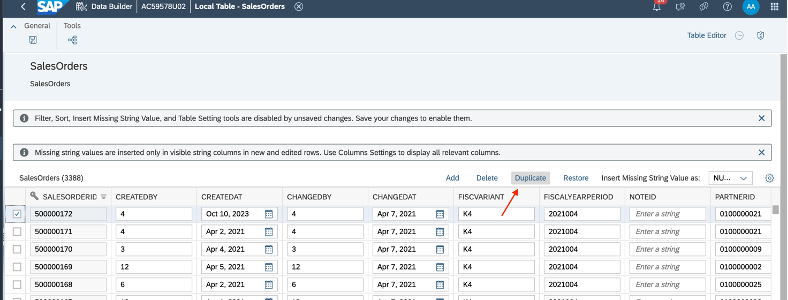 SAP Data Builder AC59578U02 Local Table - SalesOrders AA
General Tools
Table Editor
SalesOrders
SalesOrders
Filter, Sort, Insert Missing String Value, and Table Setting tools are disabled by unsaved changes. Save your changes to enable them.
Missing string values are inserted only in visible string columns in new and edited rows. Use Columns Settings to display all relevant columns.
SalesOrders (3388) Add Delete Duplicate Restore Insert Missing String Value as: NU...
SALESORDERID CREATEDBY CREATEDAT CHANGEDBY CHANGEDAT FISCVARIANT FISCALYEARPERIOD NOTEID PARTNERID
500000172 4 Oct 10, 2023 4 Apr 7, 2021 K4 2021004 Enter a string 0100000021
500000171 4 Apr 2, 2021 4 Apr 7, 2021 K4 2021004 Enter a string 0100000021
500000170 3 Apr 4, 2021 3 Apr 7, 2021 K4 2021004 Enter a string 0100000009
500000169 12 Apr 5, 2021 12 Apr 7, 2021 K4 2021004 Enter a string 0100000002
500000168 6 Apr 2, 2021 6 Apr 7, 2021 K4 2021004 Enter a string 0100000025